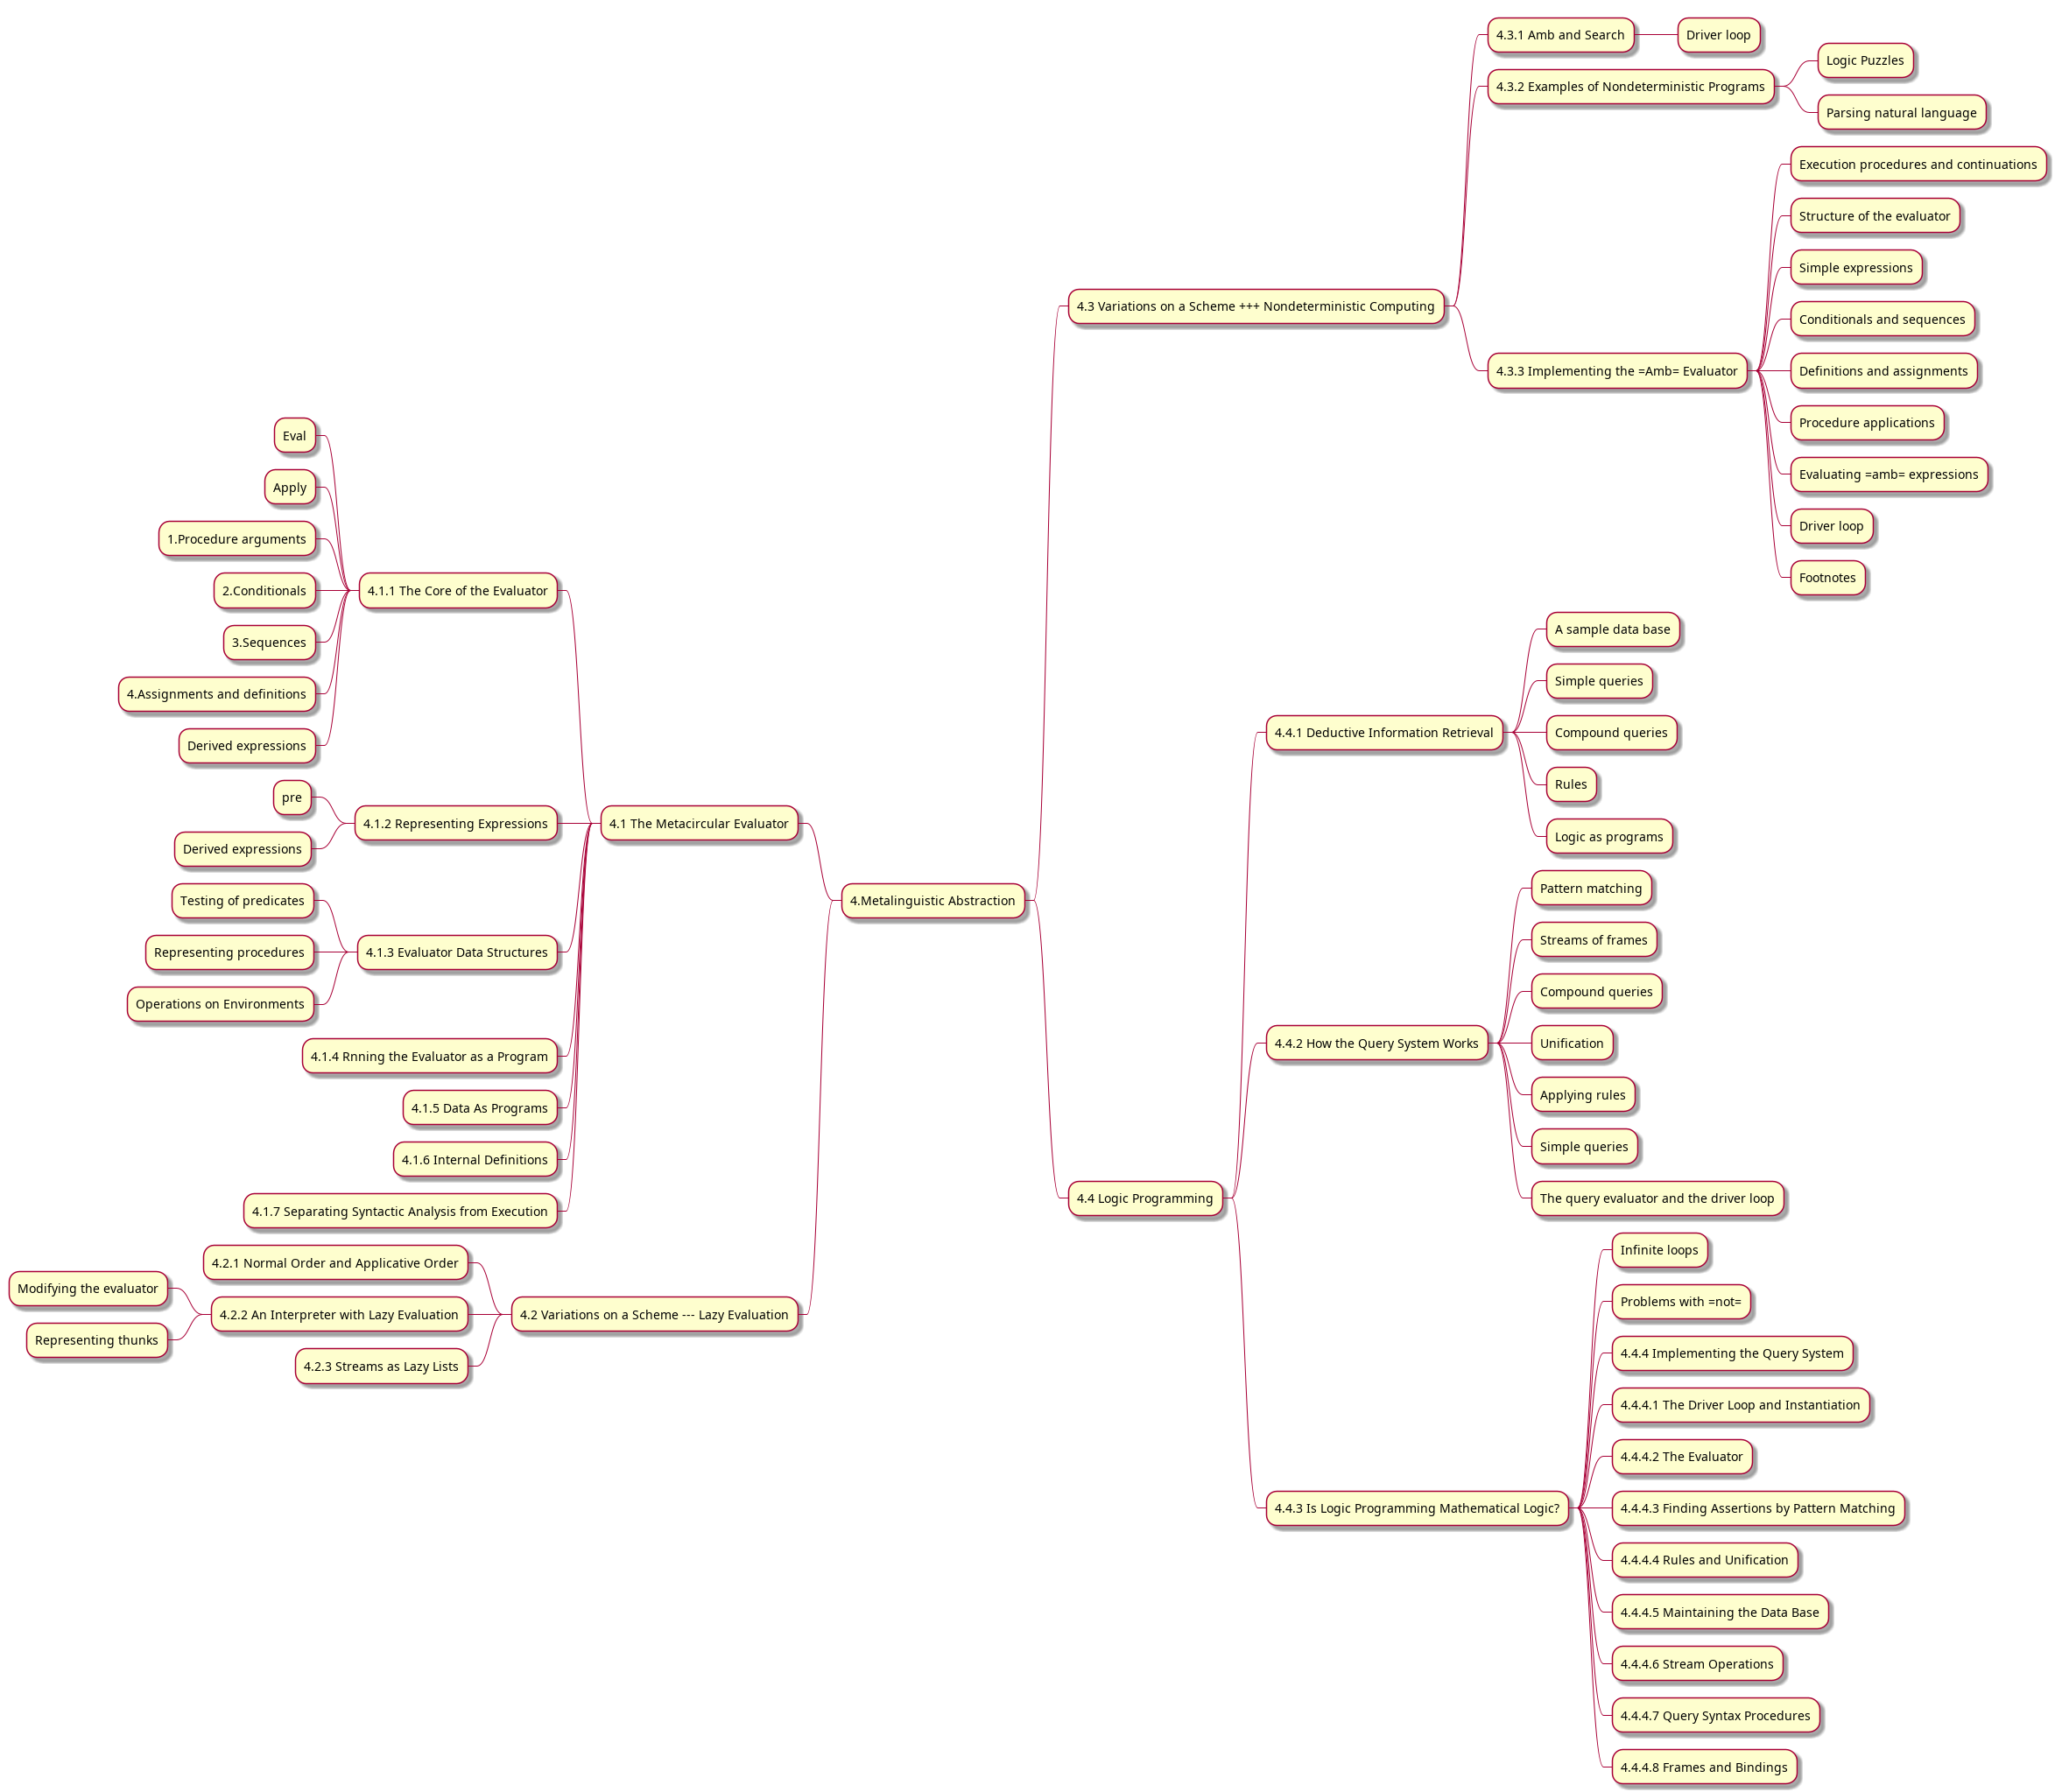 4.Metalinguistic Abstraction
4.1 The Metacircular Evaluator
4.1.1 The Core of the Evaluator
Eval
Apply
1.Procedure arguments
2.Conditionals
3.Sequences
4.Assignments and definitions
Derived expressions
4.1.2 Representing Expressions
pre
Derived expressions
4.1.3 Evaluator Data Structures
Testing of predicates
Representing procedures
Operations on Environments
4.1.4 Rnning the Evaluator as a Program
4.1.5 Data As Programs
4.1.6 Internal Definitions
4.1.7 Separating Syntactic Analysis from Execution
4.2 Variations on a Scheme --- Lazy Evaluation
4.2.1 Normal Order and Applicative Order
4.2.2 An Interpreter with Lazy Evaluation
Modifying the evaluator
Representing thunks
4.2.3 Streams as Lazy Lists
4.3 Variations on a Scheme +++ Nondeterministic Computing
4.3.1 Amb and Search
Driver loop
4.3.2 Examples of Nondeterministic Programs
Logic Puzzles
Parsing natural language
4.3.3 Implementing the =Amb= Evaluator
Execution procedures and continuations
Structure of the evaluator
Simple expressions
Conditionals and sequences
Definitions and assignments
Procedure applications
Evaluating =amb= expressions
Driver loop
Footnotes
4.4 Logic Programming
4.4.1 Deductive Information Retrieval
A sample data base
Simple queries
Compound queries
Rules
Logic as programs
4.4.2 How the Query System Works
Pattern matching
Streams of frames
Compound queries
Unification
Applying rules
Simple queries
The query evaluator and the driver loop
4.4.3 Is Logic Programming Mathematical Logic?
Infinite loops
Problems with =not=
4.4.4 Implementing the Query System
4.4.4.1 The Driver Loop and Instantiation
4.4.4.2 The Evaluator
4.4.4.3 Finding Assertions by Pattern Matching
4.4.4.4 Rules and Unification
4.4.4.5 Maintaining the Data Base
4.4.4.6 Stream Operations
4.4.4.7 Query Syntax Procedures
4.4.4.8 Frames and Bindings